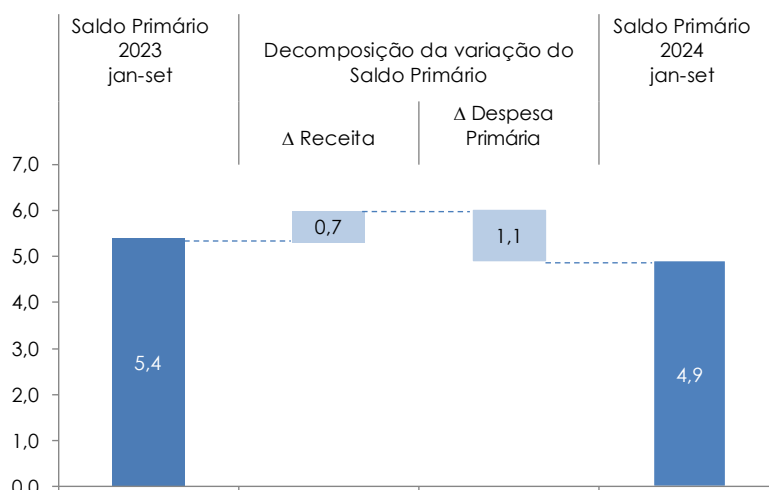 Saldo Primário
2023
jan-set
Decomposição da variação do
Saldo Primário
Saldo Primário
2024
jan-set
Δ Receita
Δ Despesa
Primária
7,0
6,0
5,0
4,0
3,0
2,0
1,0
0,0
5,4
0,7
1,1
4,9